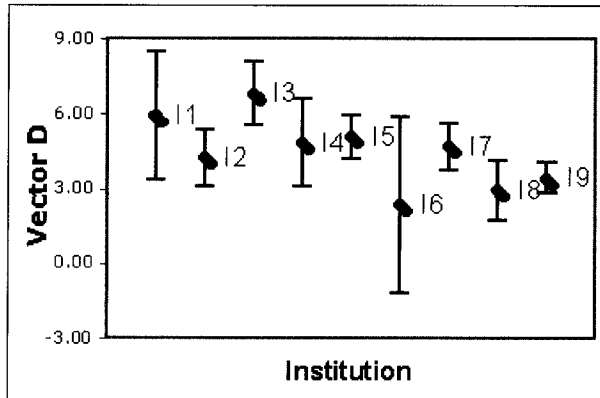 9.00
6.00
3.00
0.00
-3.00
Vector D
I1
I2
I3
I4
I5
I6
I7
I8
I9
Institution